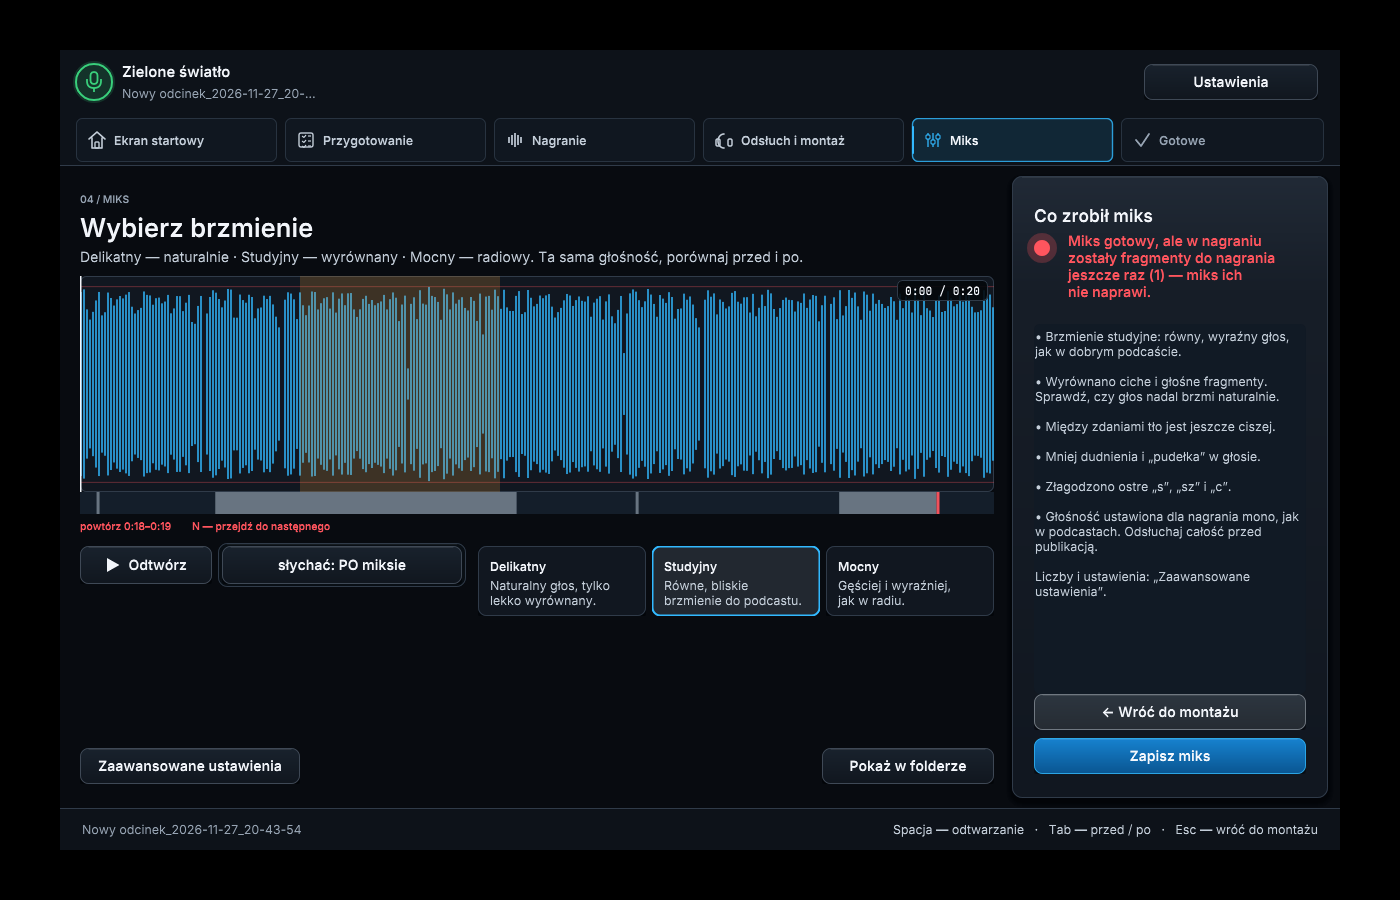 Zielone światło
Nowy odcinek_2026-11-27_20-...
Ustawienia
Ekran startowy
Przygotowanie
Nagranie
Odsłuch i montaż
Miks
Gotowe
04 / MIKS
Wybierz brzmienie
Delikatny — naturalnie · Studyjny — wyrównany · Mocny — radiowy. Ta sama głośność, porównaj przed i po.
0:00 / 0:20
powtórz 0:18–0:19
N — przejdź do następnego
Odtwórz
słychać: PO miksie
Delikatny
Naturalny głos, tylko
lekko wyrównany.
Studyjny
Równe, bliskie
brzmienie do podcastu.
Mocny
Gęściej i wyraźniej,
jak w radiu.
Zaawansowane ustawienia
Pokaż w folderze
Co zrobił miks
Miks gotowy, ale w nagraniu
zostały fragmenty do nagrania
jeszcze raz (1) — miks ich
nie naprawi.
• Brzmienie studyjne: równy, wyraźny głos,
jak w dobrym podcaście.
• Wyrównano ciche i głośne fragmenty.
Sprawdź, czy głos nadal brzmi naturalnie.
• Między zdaniami tło jest jeszcze ciszej.
• Mniej dudnienia i „pudełka” w głosie.
• Złagodzono ostre „s”, „sz” i „c”.
• Głośność ustawiona dla nagrania mono, jak
w podcastach. Odsłuchaj całość przed
publikacją.
Liczby i ustawienia: „Zaawansowane
ustawienia”.
← Wróć do montażu
Zapisz miks
Nowy odcinek_2026-11-27_20-43-54
Spacja — odtwarzanie · Tab — przed / po · Esc — wróć do montażu